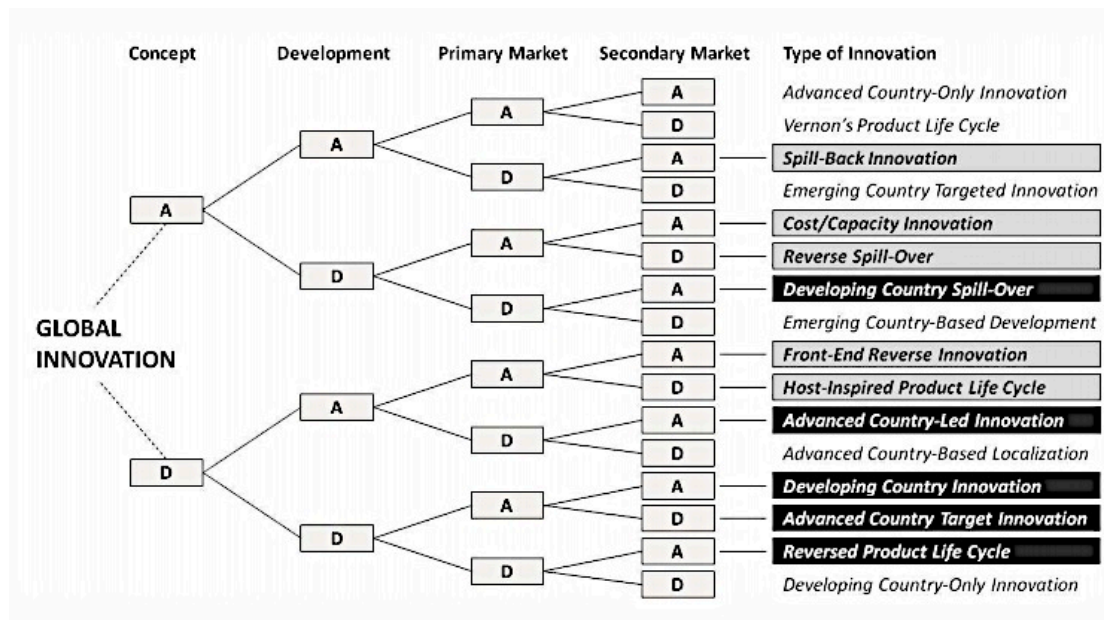 Concept Development Primary Market Secondary Market Type of Innovation
A Advanced Country-Only Innovation
A
D Vernon's Product Life Cycle
A
A Spill-Back Innovation
D
D Emerging Country Targeted Innovation
A
A Cost/Capacity Innovation
A
D Reverse Spill-Over
D
A Developing Country Spill-Over
D
D Emerging Country-Based Development
GLOBAL
INNOVATION
A Front-End Reverse Innovation
A
D Host-Inspired Product Life Cycle
A
A Advanced Country-Led Innovation
D
D Advanced Country-Based Localization
D
A Developing Country Innovation
A
D Advanced Country Target Innovation
D
A Reversed Product Life Cycle
D
D Developing Country-Only Innovation